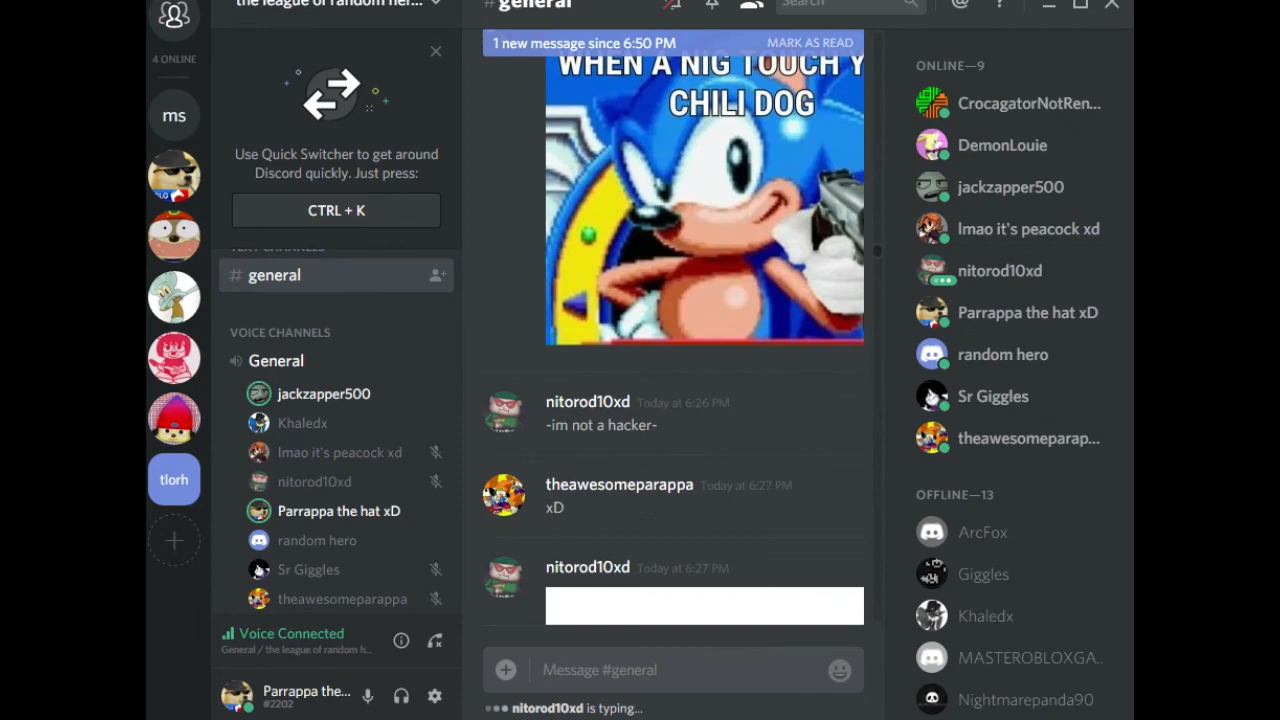 the league of random her...
# general
Search
4 ONLINE
ms
tlorh
Use Quick Switcher to get around
Discord quickly. Just press:
CTRL + K
TEXT CHANNELS
# general
VOICE CHANNELS
General
jackzapper500
Khaledx
lmao it's peacock xd
nitorod10xd
Parrappa the hat xD
random hero
Sr Giggles
theawesomeparappa
Voice Connected
General / the league of random h...
Parrappa the...
#2202
1 new message since 6:50 PM MARK AS READ
WHEN A NIG TOUCH Y
CHILI DOG
nitorod10xd Today at 6:26 PM
-im not a hacker-
theawesomeparappa Today at 6:27 PM
xD
nitorod10xd Today at 6:27 PM
Message #general
nitorod10xd is typing...
ONLINE—9
CrocagatorNotRen...
DemonLouie
jackzapper500
lmao it's peacock xd
nitorod10xd
Parrappa the hat xD
random hero
Sr Giggles
theawesomeparap...
OFFLINE—13
ArcFox
Giggles
Khaledx
MASTEROBLOXGA..
Nightmarepanda90